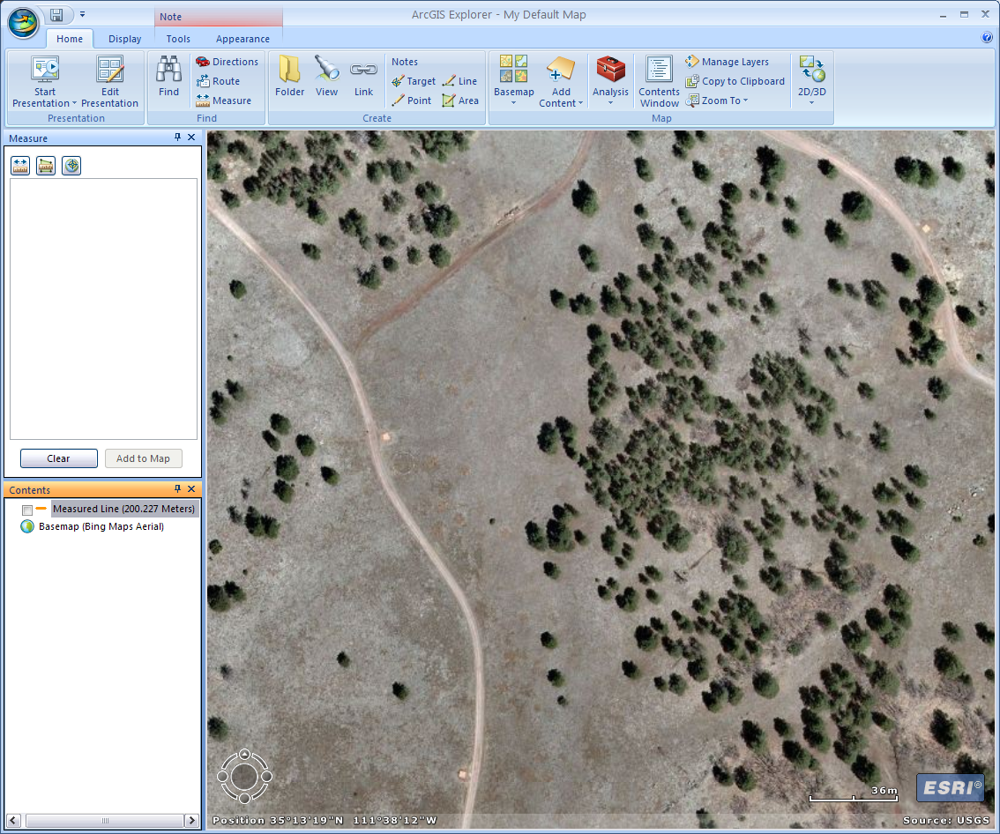 Note
ArcGIS Explorer - My Default Map
Home Display Tools Appearance
Start Presentation
Edit Presentation
Presentation
Find
Directions
Route
Measure
Find
Folder
View
Link
Notes
Target Line
Point Area
Create
Basemap
Add Content
Analysis
Contents Window
Manage Layers
Copy to Clipboard
Zoom To
Map
2D/3D
Measure
Clear Add to Map
Contents
Measured Line (200.227 Meters)
Basemap (Bing Maps Aerial)
36m
ESRI®
Position 35°13'19"N 111°38'12"W
Source: USGS